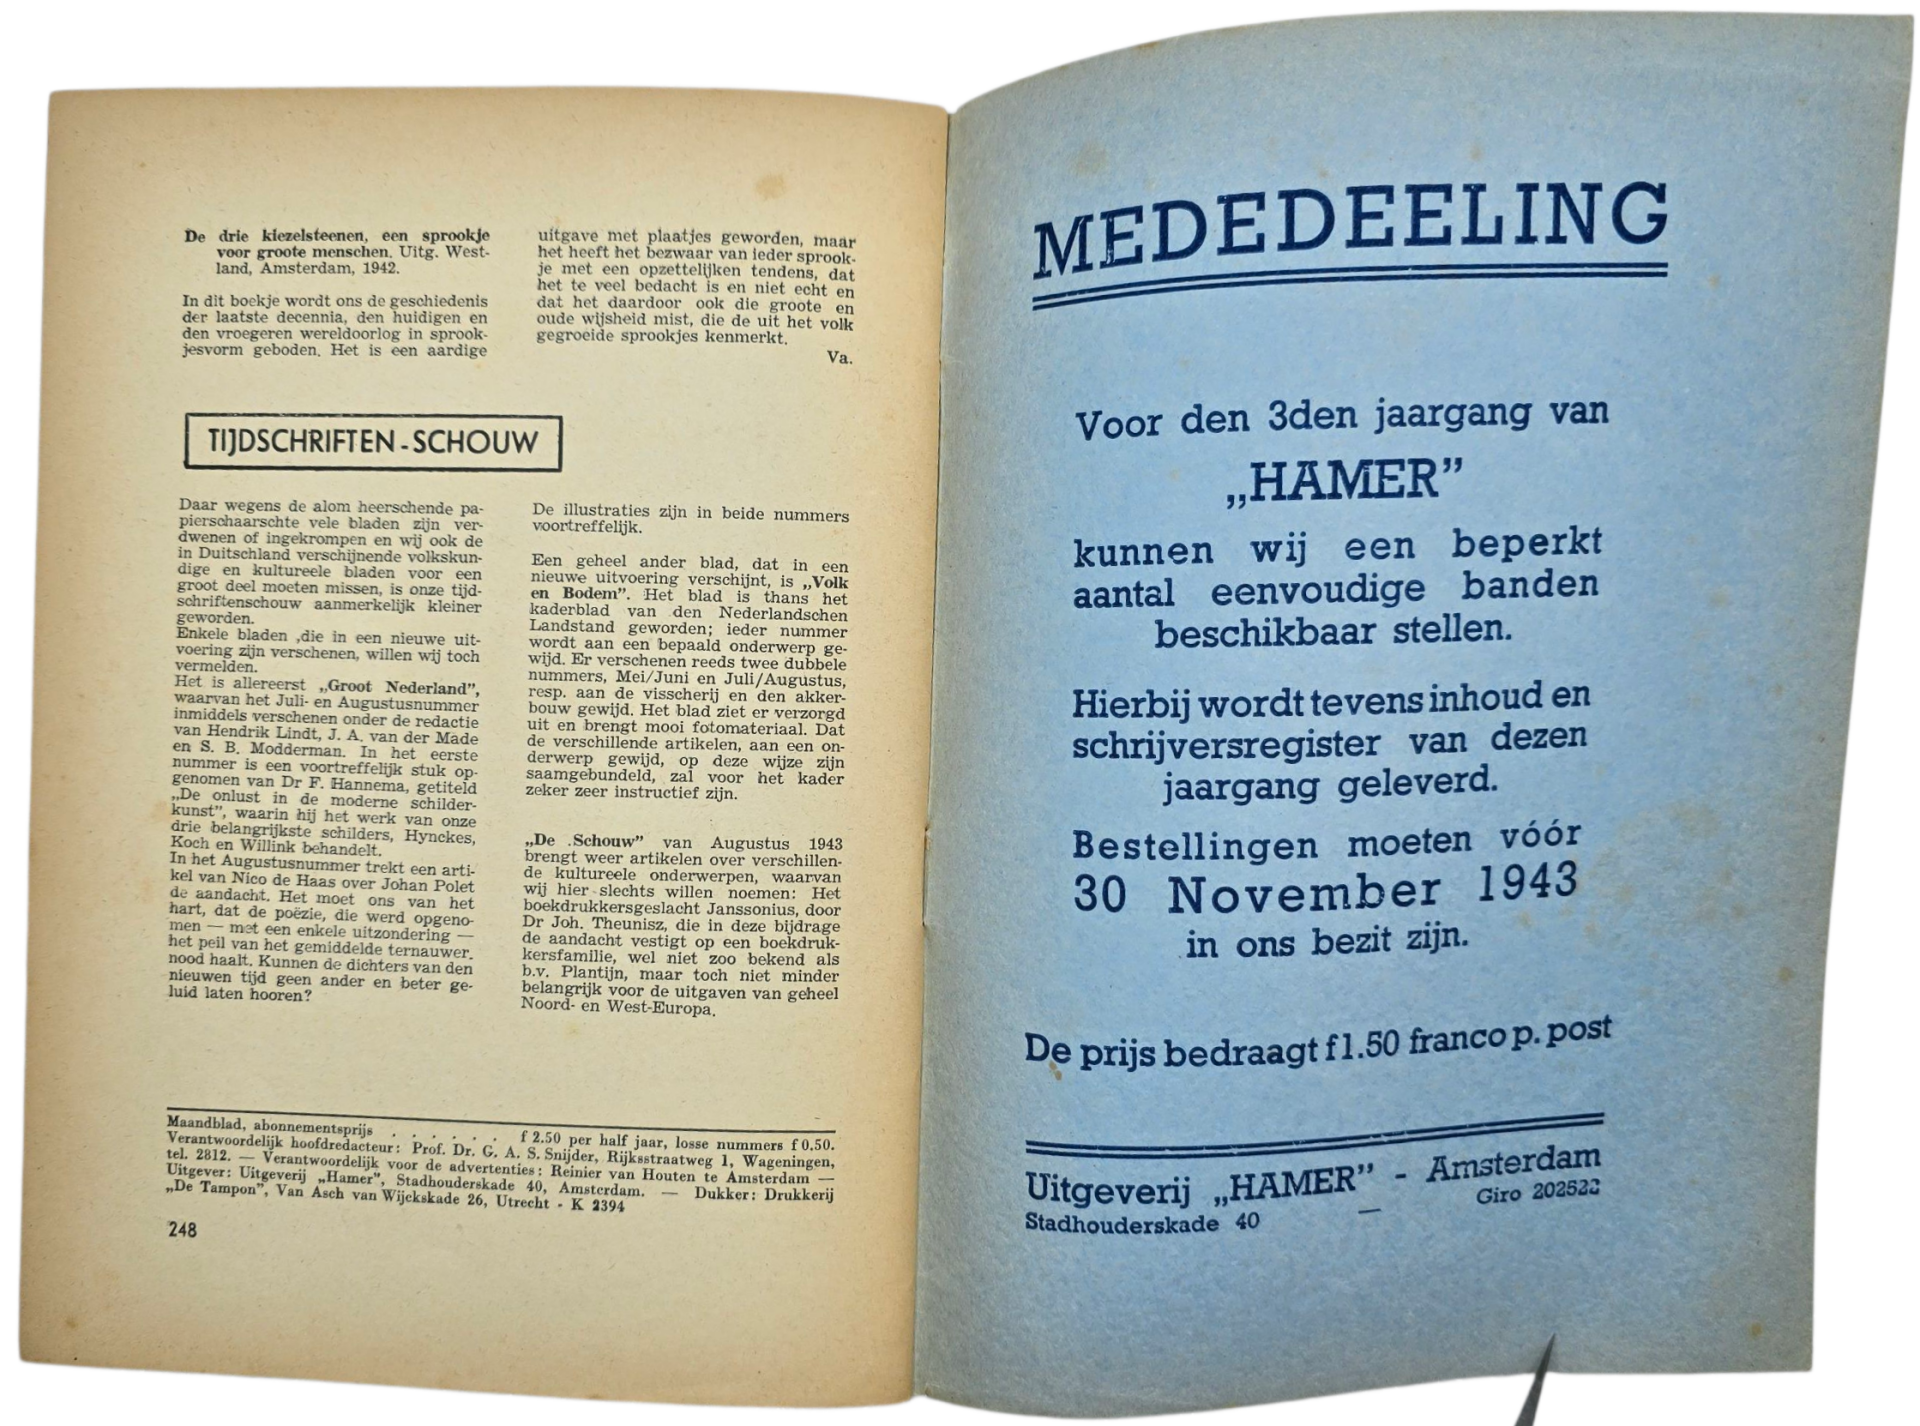 De drie kiezelsteenen, een sprookje
voor groote menschen. Uitg. West-
land, Amsterdam, 1942.
In dit boekje wordt ons de geschiedenis
der laatste decennia, den huidigen en
den vroegeren wereldoorlog in sprook-
jesvorm geboden. Het is een aardige
uitgave met plaatjes geworden, maar
het heeft het bezwaar van ieder sprook-
je met een opzettelijken tendens, dat
het te veel bedacht is en niet echt en
dat het daardoor ook die groote en
oude wijsheid mist, die de uit het volk
gegroeide sprookjes kenmerkt.
Va.
TIJDSCHRIFTEN-SCHOUW
Daar wegens de alom heerschende pa-
pierschaarschte vele bladen zijn ver-
dwenen of ingekrompen en wij ook de
in Duitschland verschijnende volkskun-
dige en kultureele bladen voor een
groot deel moeten missen, is onze tijd-
schriftenschouw aanmerkelijk kleiner
geworden.
Enkele bladen ,die in een nieuwe uit-
voering zijn verschenen, willen wij toch
vermelden.
Het is allereerst „Groot Nederland",
waarvan het Juli- en Augustusnummer
inmiddels verschenen onder de redactie
van Hendrik Lindt, J. A. van der Made
en S. B. Modderman. In het eerste
nummer is een voortreffelijk stuk op-
genomen van Dr F. Hannema, getiteld
„De onlust in de moderne schilder-
kunst", waarin hij het werk van onze
drie belangrijkste schilders, Hynckes,
Koch en Willink behandelt.
In het Augustusnummer trekt een arti-
kel van Nico de Haas over Johan Polet
de aandacht. Het moet ons van het
hart, dat de poëzie, die werd opgeno-
men — met een enkele uitzondering —
het peil van het gemiddelde ternauwer.
nood haalt. Kunnen de dichters van den
nieuwen tijd geen ander en beter ge-
luid laten hooren?
De illustraties zijn in beide nummers
voortreffelijk.
Een geheel ander blad, dat in een
nieuwe uitvoering verschijnt, is „Volk
en Bodem". Het blad is thans het
kaderblad van den Nederlandschen
Landstand geworden; ieder nummer
wordt aan een bepaald onderwerp ge-
wijd. Er verschenen reeds twee dubbele
nummers, Mei/Juni en Juli/Augustus,
resp. aan de visscherij en den akker-
bouw gewijd. Het blad ziet er verzorgd
uit en brengt mooi fotomateriaal. Dat
de verschillende artikelen, aan een on-
derwerp gewijd, op deze wijze zijn
saamgebundeld, zal voor het kader
zeker zeer instructief zijn.
„De .Schouw" van Augustus 1943
brengt weer artikelen over verschillen-
de kultureele onderwerpen, waarvan
wij hier slechts willen noemen: Het
boekdrukkersgeslacht Janssonius, door
Dr Joh. Theunisz, die in deze bijdrage
de aandacht vestigt op een boekdruk-
kersfamilie, wel niet zoo bekend als
b.v. Plantijn, maar toch niet minder
belangrijk voor de uitgaven van geheel
Noord- en West-Europa.
Maandblad, abonnementsprijs . . . . . . f 2.50 per half jaar, losse nummers f 0.50.
Verantwoordelijk hoofdredacteur: Prof. Dr. G. A. S. Snijder, Rijksstraatweg 1, Wageningen,
tel. 2812. — Verantwoordelijk voor de advertenties: Reinier van Houten te Amsterdam —
Uitgever: Uitgeverij „Hamer", Stadhouderskade 40, Amsterdam. — Dukker: Drukkerij
„De Tampon", Van Asch van Wijckskade 26, Utrecht - K 2394
248
MEDEDEELING
Voor den 3den jaargang van
„HAMER"
kunnen wij een beperkt
aantal eenvoudige banden
beschikbaar stellen.
Hierbij wordt tevens inhoud en
schrijversregister van dezen
jaargang geleverd.
Bestellingen moeten vóór
30 November 1943
in ons bezit zijn.
De prijs bedraagt f 1.50 franco p. post
Uitgeverij „HAMER" - Amsterdam
Stadhouderskade 40 — Giro